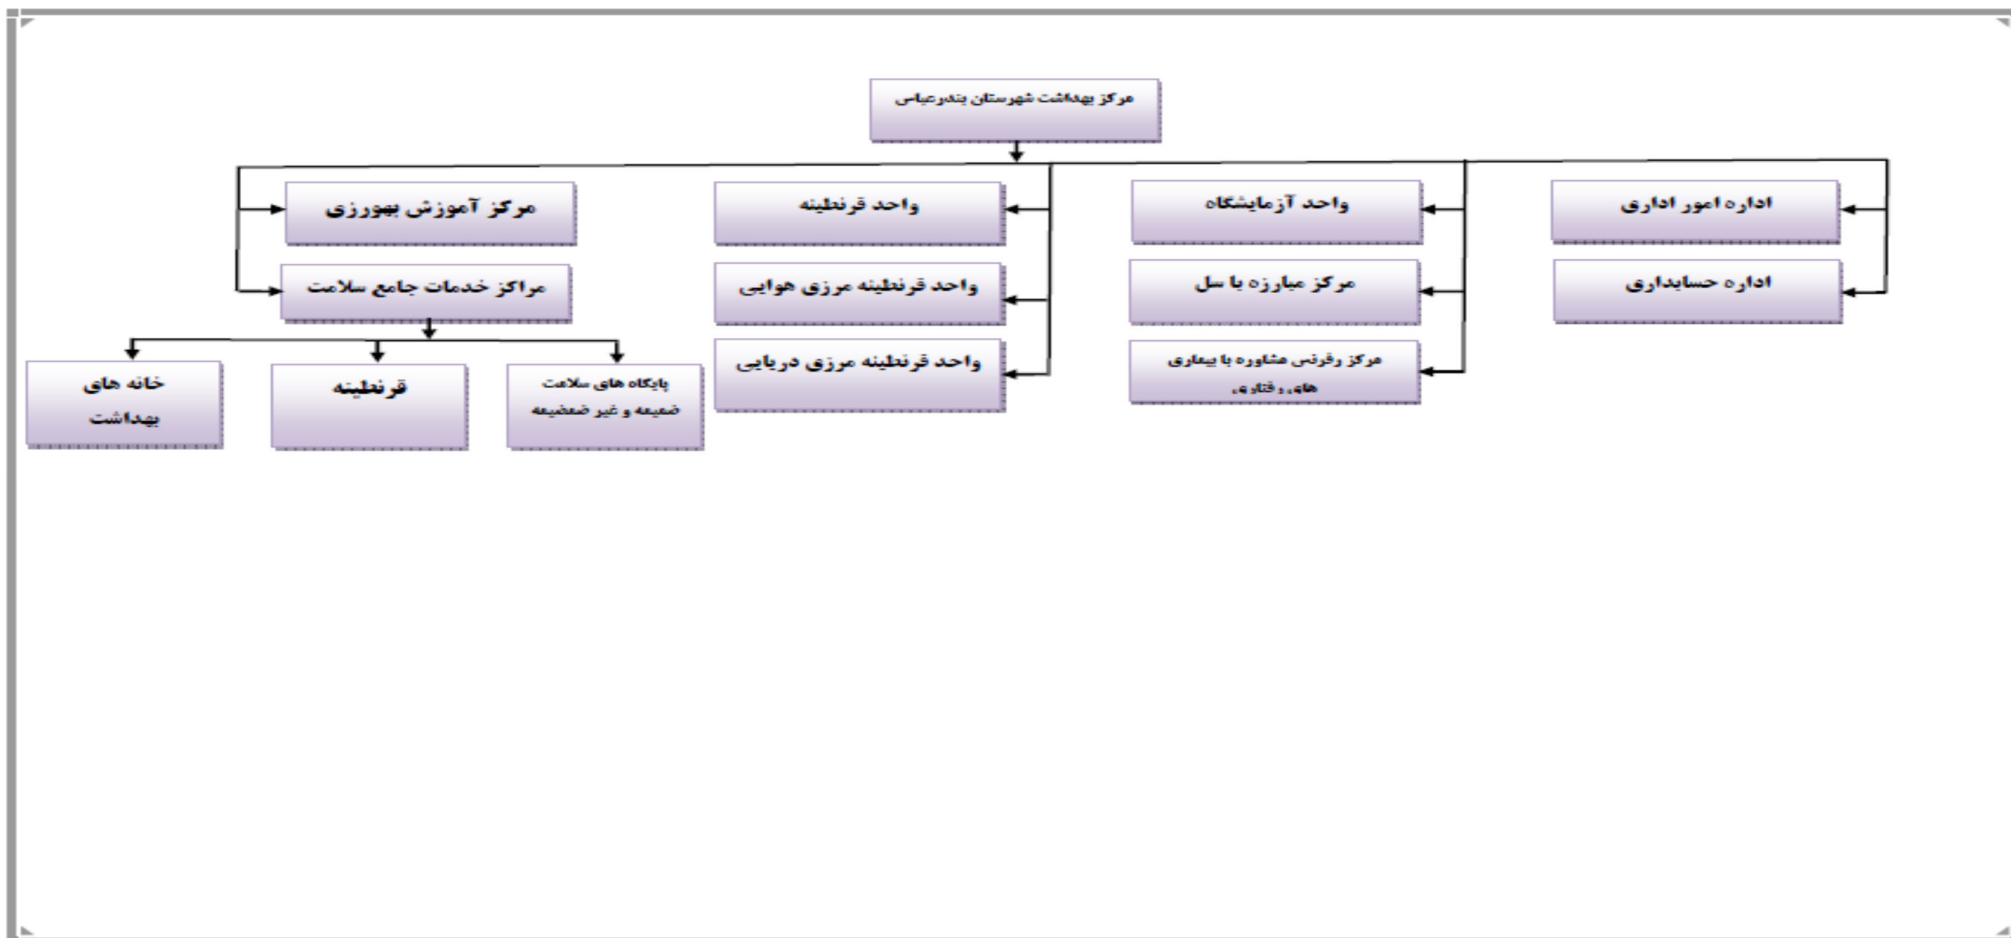 مرکز بهداشت شهرستان بندرعباس
اداره امور اداری
واحد آزمایشگاه
واحد قرنطینه
مرکز آموزش بهورزی
اداره حسابداری
مرکز مبارزه با سل
واحد قرنطینه مرزی هوایی
مراکز خدمات جامع سلامت
مرکز رفرنس مشاوره با بیماری
های رفتاری
واحد قرنطینه مرزی دریایی
پایگاه های سلامت
ضمیمه و غیر ضمضیمه
قرنطینه
خانه های
بهداشت